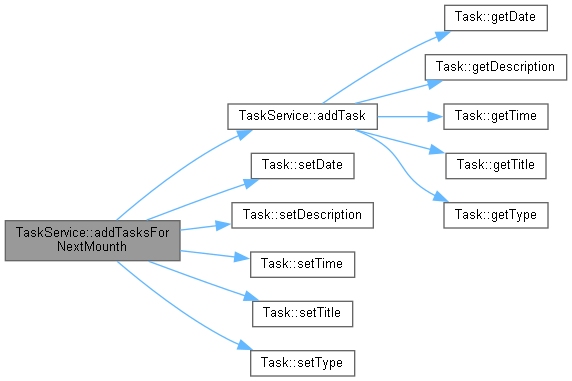 Task::getDate
Task::getDescription
TaskService::addTask
Task::getTime
Task::getTitle
Task::setDate
Task::getType
Task::setDescription
TaskService::addTasksFor
NextMounth
Task::setTime
Task::setTitle
Task::setType